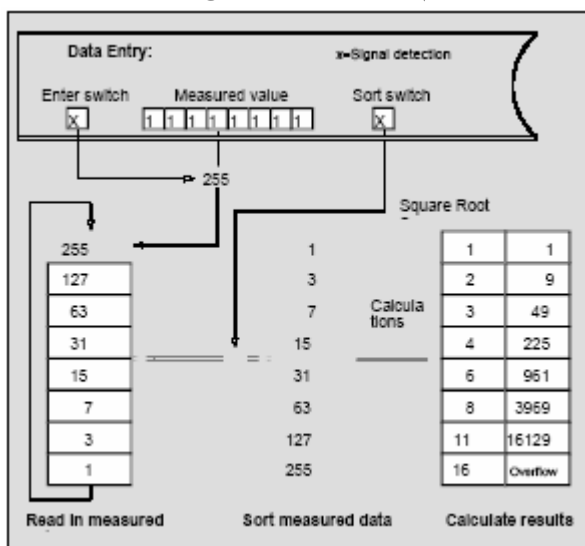 Data Entry: x=Signal detection
Enter switch Measured value Sort switch
X 1 1 1 1 1 1 1 1 X
255
Square Root
255 1 1 1
127 3 2 9
63 7 Calcula 3 49
tions
31 15 4 225
15 31 6 961
7 63 8 3969
3 127 11 16129
1 255 16 Overflow
Read in measured Sort measured data Calculate results